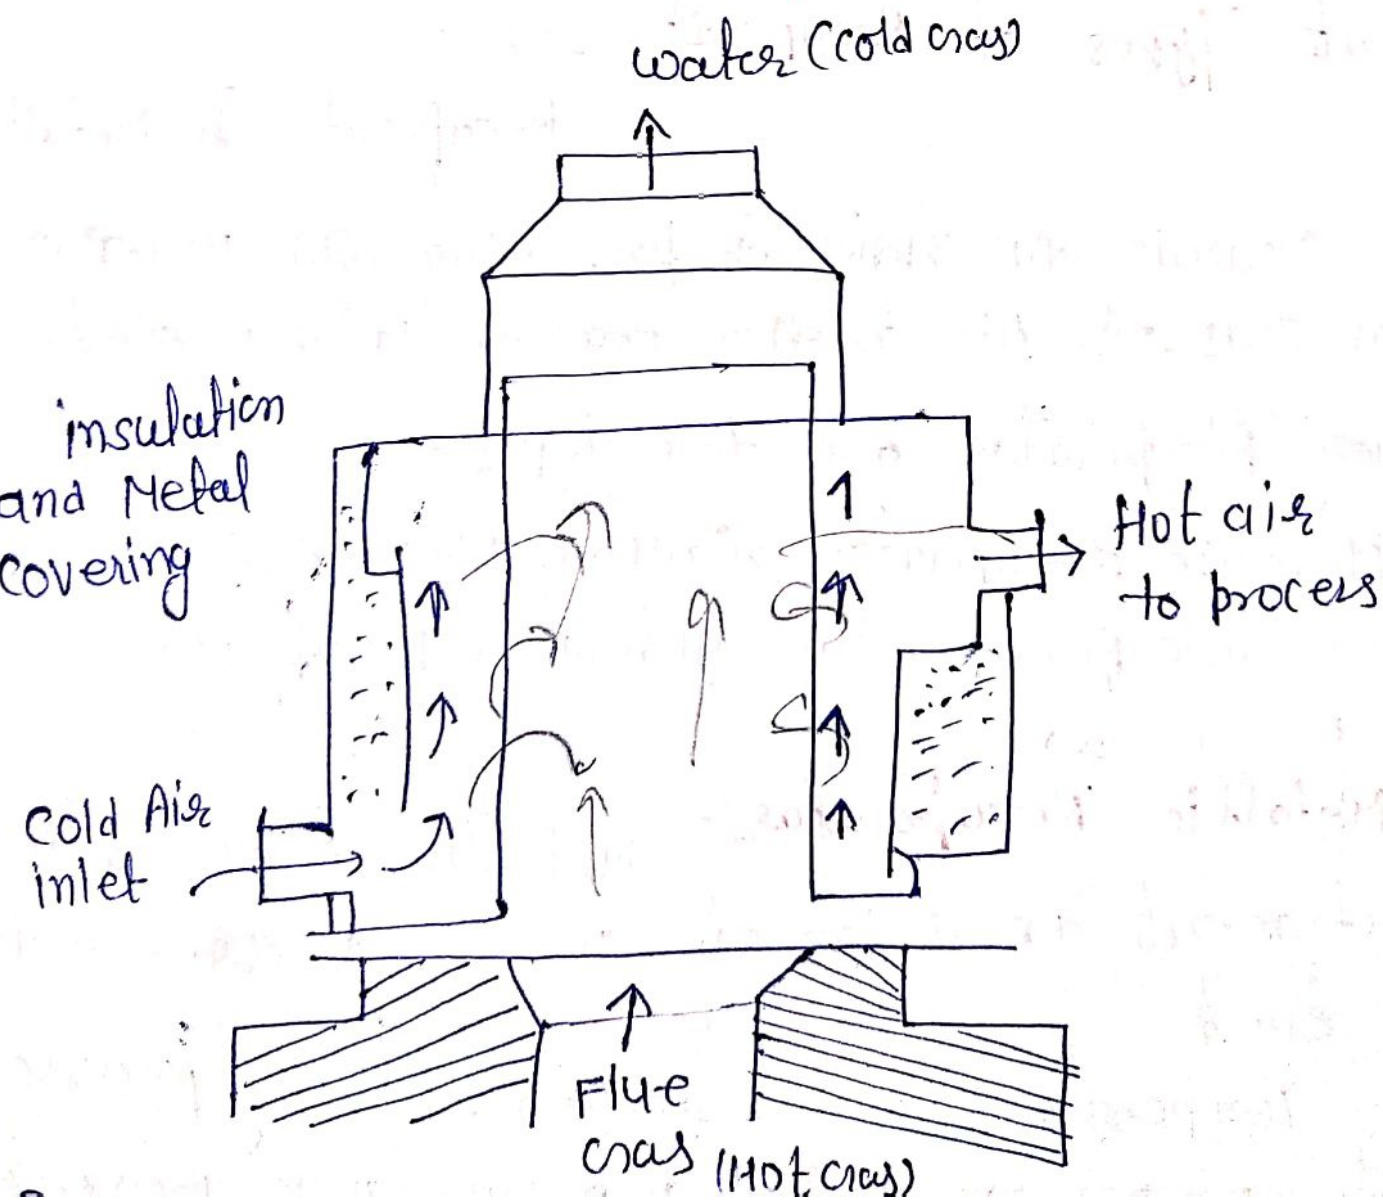 water (cold Gas)
insulation
and Metal
covering
Hot air
to process
Cold Air
inlet
Flue
Gas (Hot Gas)